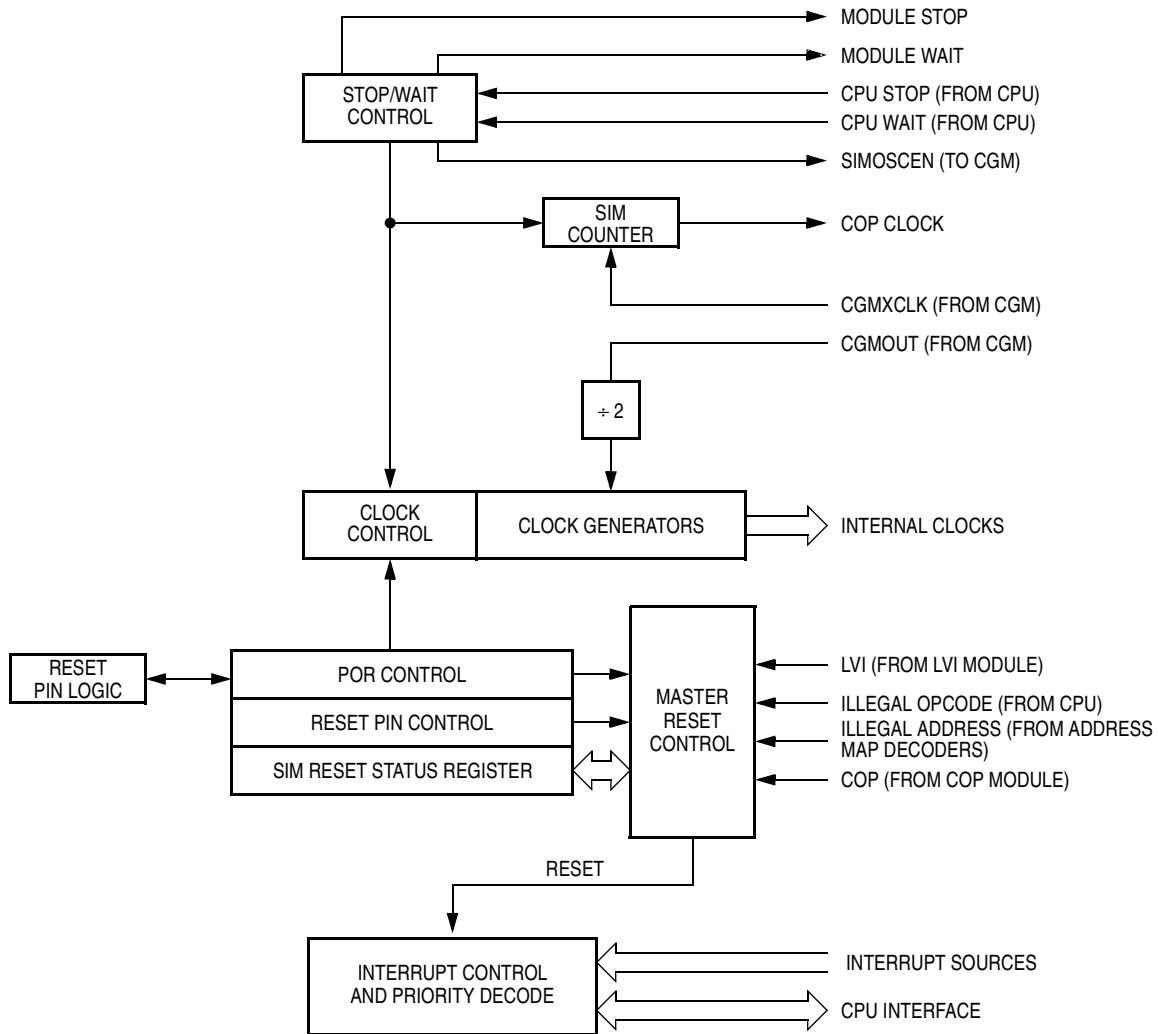 MODULE STOP
MODULE WAIT
STOP/WAIT
CONTROL
CPU STOP (FROM CPU)
CPU WAIT (FROM CPU)
SIMOSCEN (TO CGM)
SIM
COUNTER
COP CLOCK
CGMXCLK (FROM CGM)
CGMOUT (FROM CGM)
÷ 2
CLOCK
CONTROL
CLOCK GENERATORS
INTERNAL CLOCKS
RESET
PIN LOGIC
POR CONTROL
RESET PIN CONTROL
SIM RESET STATUS REGISTER
MASTER
RESET
CONTROL
LVI (FROM LVI MODULE)
ILLEGAL OPCODE (FROM CPU)
ILLEGAL ADDRESS (FROM ADDRESS
MAP DECODERS)
COP (FROM COP MODULE)
RESET
INTERRUPT CONTROL
AND PRIORITY DECODE
INTERRUPT SOURCES
CPU INTERFACE